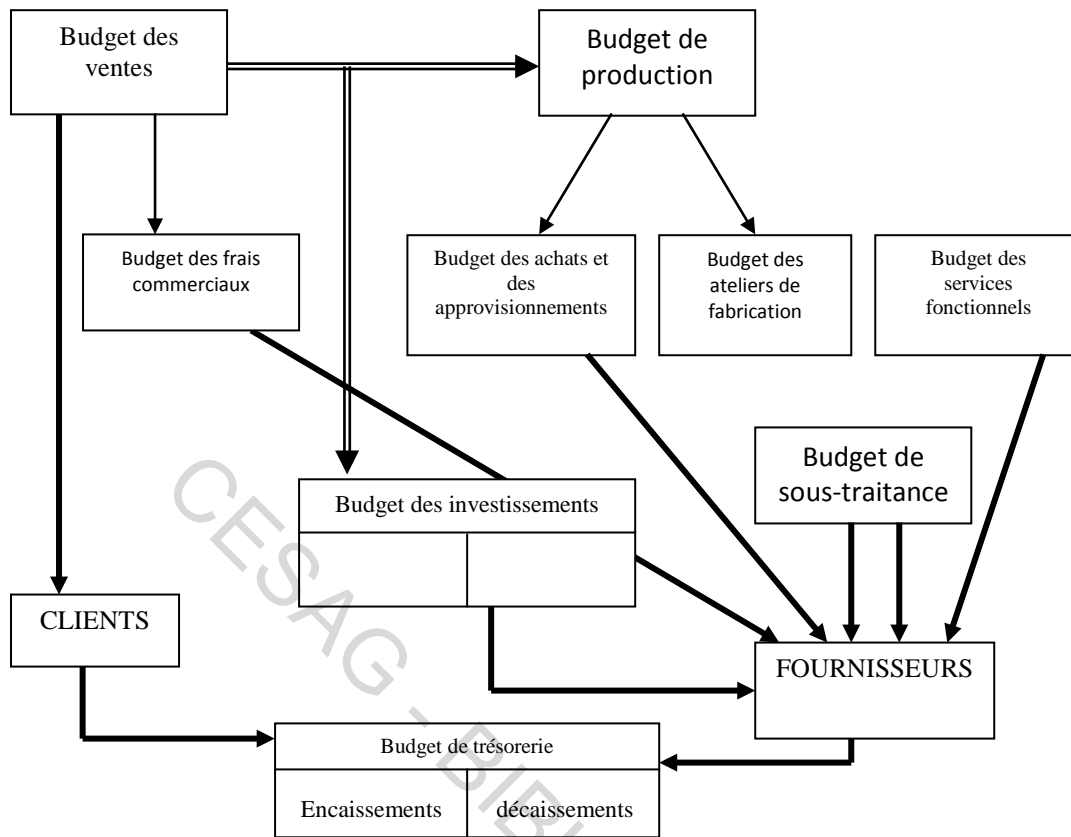 Budget des
ventes
Budget de
production
Budget des frais
commerciaux
Budget des achats et
des
approvisionnements
Budget des
ateliers de
fabrication
Budget des
services
fonctionnels
Budget de
sous-traitance
Budget des investissements
CLIENTS
FOURNISSEURS
Budget de trésorerie
Encaissements
décaissements
CESAG - BIBL